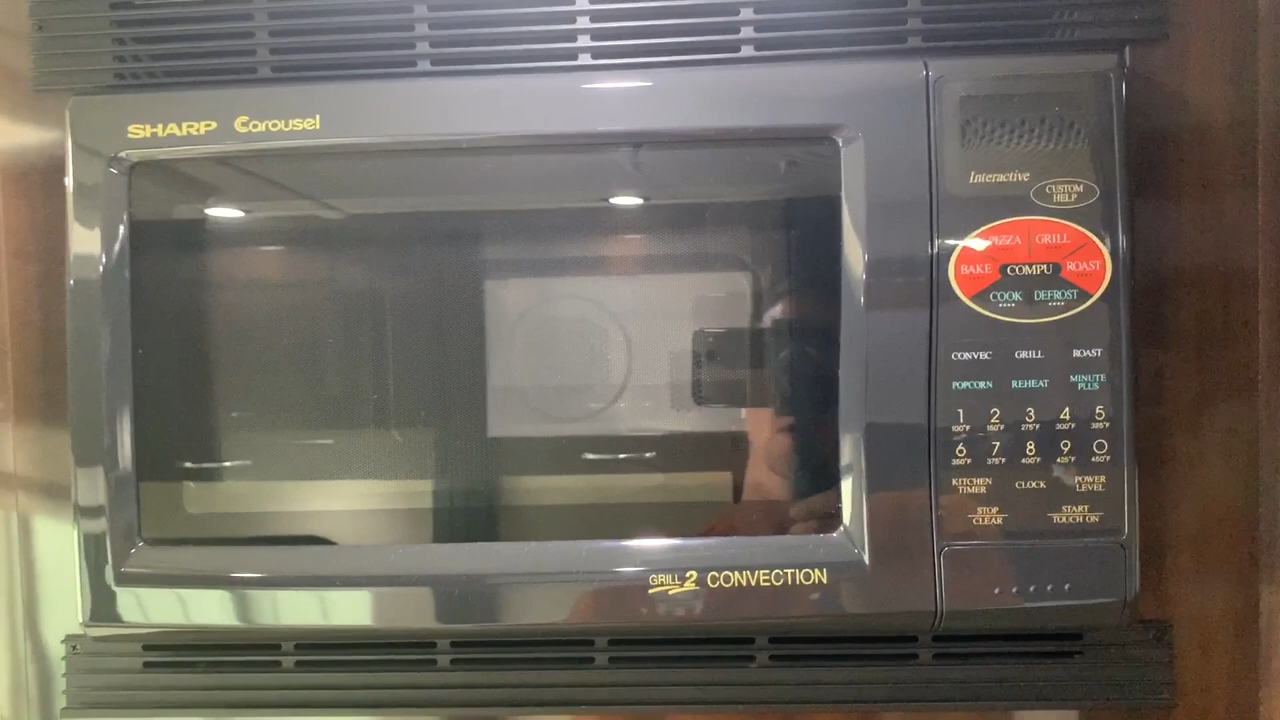 SHARP Carousel
Interactive
CUSTOM
HELP
PIZZA GRILL
BAKE COMPU ROAST
COOK DEFROST
CONVEC GRILL ROAST
POPCORN REHEAT MINUTE
PLUS
1 2 3 4 5
100°F 150°F 275°F 300°F 325°F
6 7 8 9 0
350°F 375°F 400°F 425°F 450°F
KITCHEN
TIMER CLOCK POWER
LEVEL
STOP
CLEAR
START
TOUCH ON
GRILL 2 CONVECTION